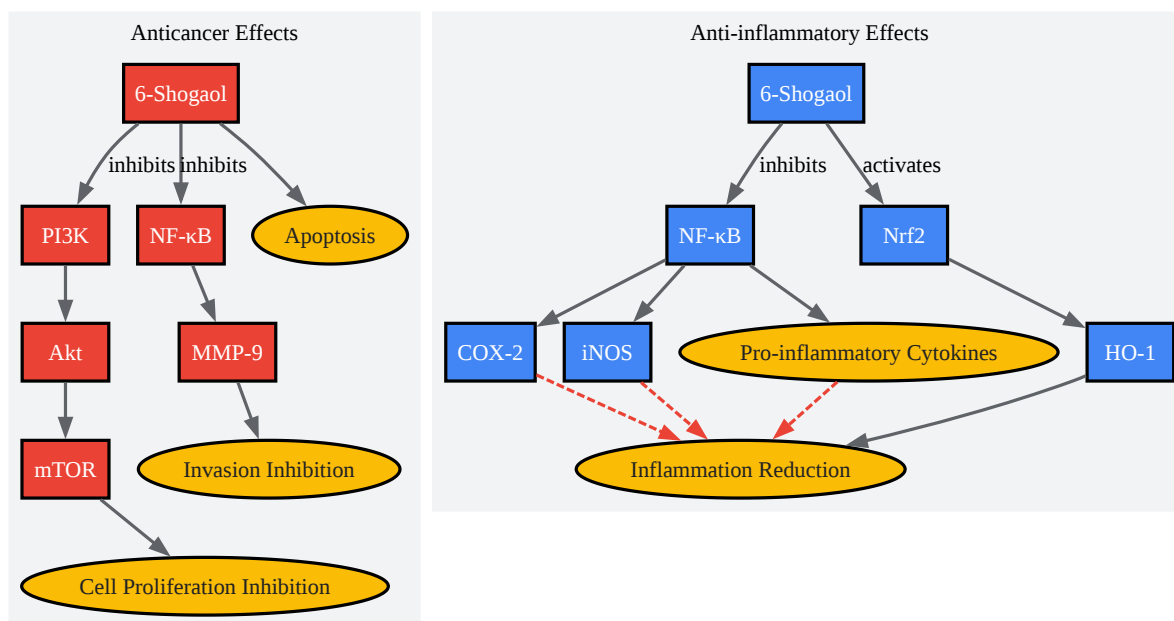 Anticancer Effects
6-Shogaol
inhibits
inhibits
PI3K
NF-κB
Apoptosis
Akt
MMP-9
mTOR
Invasion Inhibition
Cell Proliferation Inhibition
Anti-inflammatory Effects
6-Shogaol
inhibits
activates
NF-κB
Nrf2
COX-2
iNOS
Pro-inflammatory Cytokines
HO-1
Inflammation Reduction